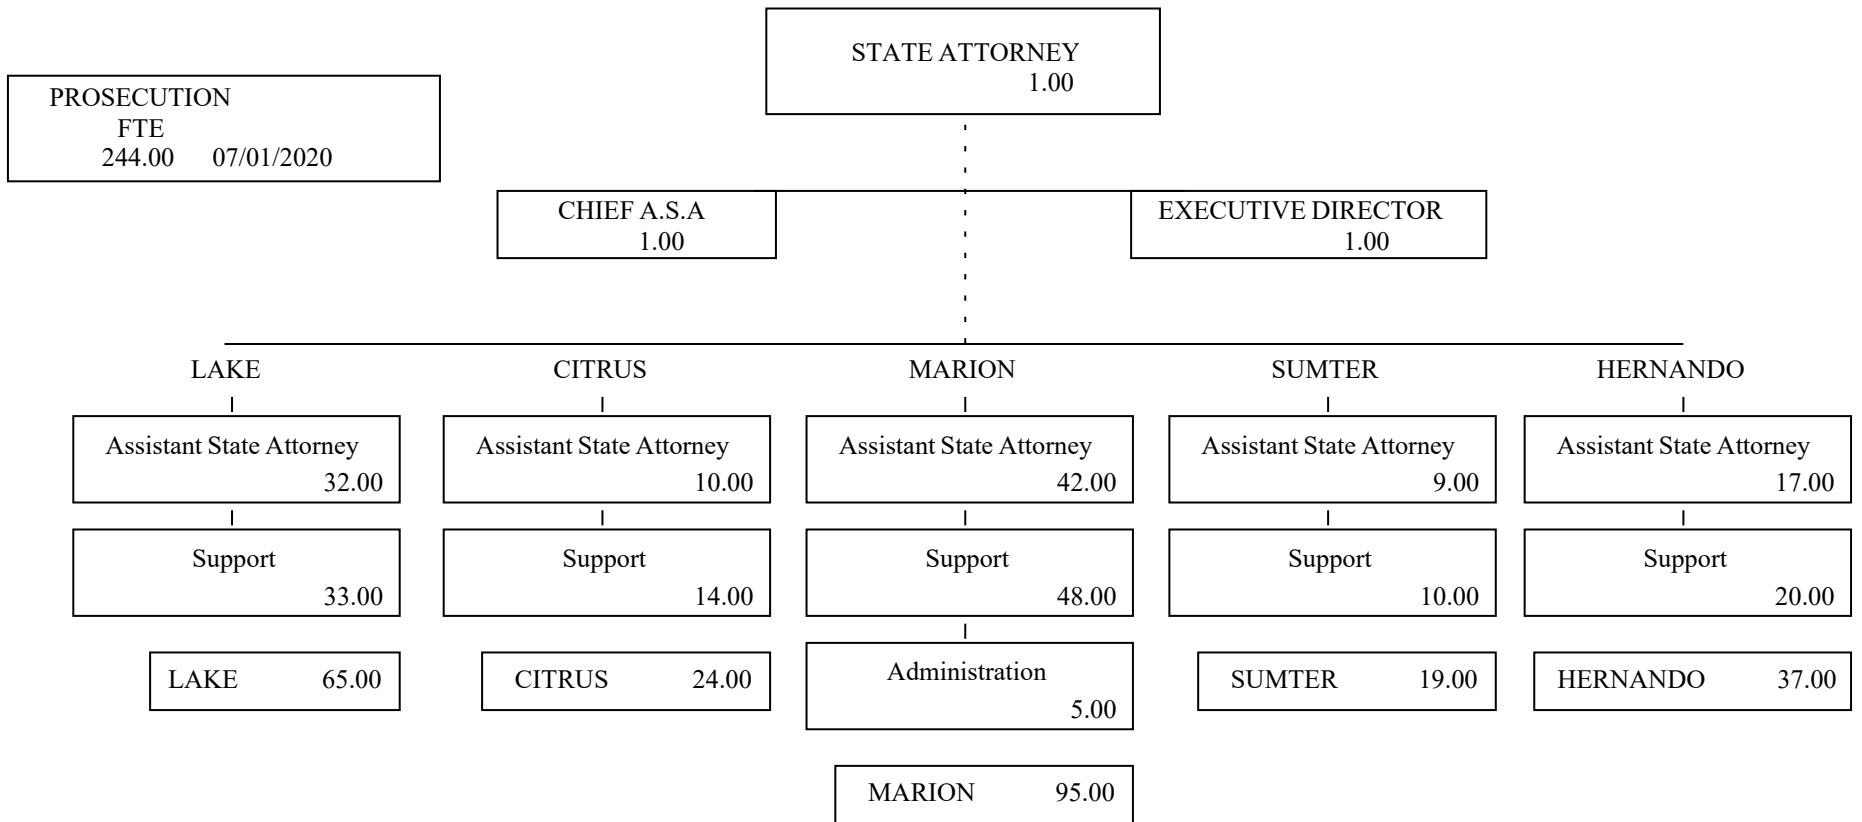 STATE ATTORNEY
1.00
PROSECUTION
FTE
244.00 07/01/2020
CHIEF A.S.A
1.00
EXECUTIVE DIRECTOR
1.00
LAKE CITRUS MARION SUMTER HERNANDO
Assistant State Attorney Assistant State Attorney Assistant State Attorney Assistant State Attorney Assistant State Attorney
32.00 10.00 42.00 9.00 17.00
Support Support Support Support Support
33.00 14.00 48.00 10.00 20.00
LAKE 65.00
CITRUS 24.00
Administration
5.00
SUMTER 19.00
HERNANDO 37.00
MARION 95.00